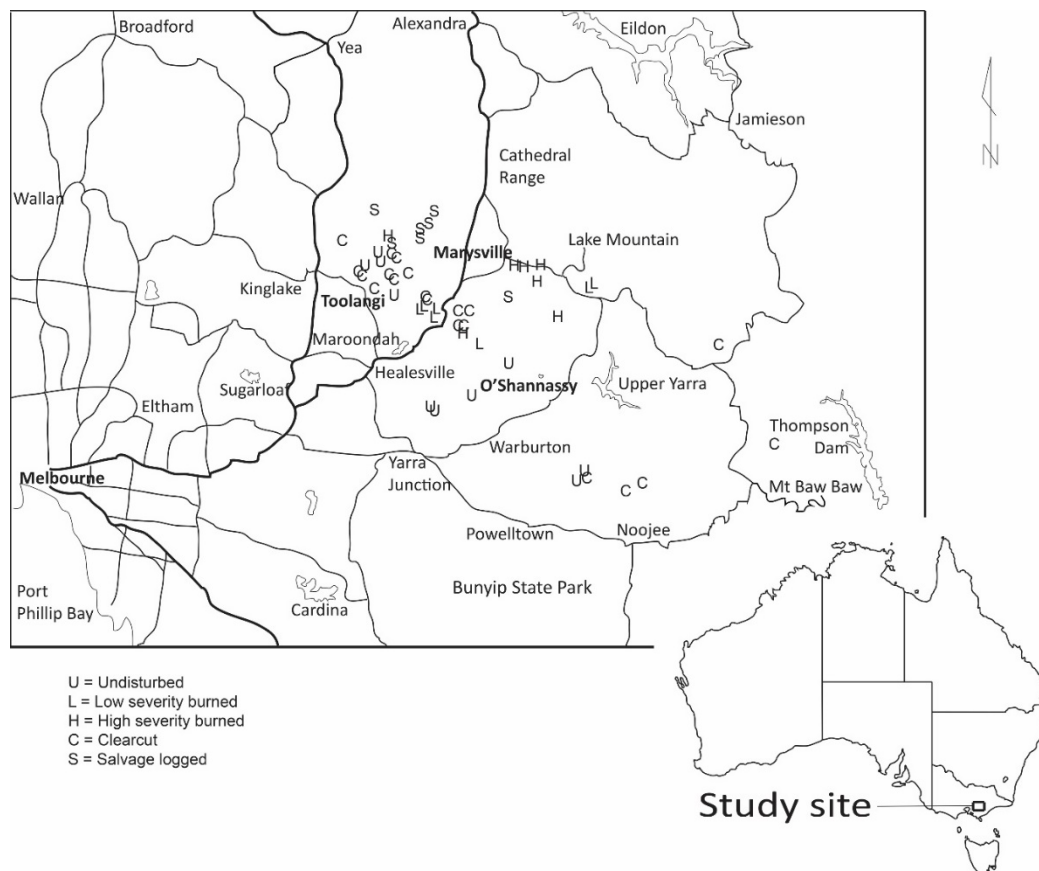 Broadford
Alexandra
Eildon
Yea
Jamieson
N
Cathedral
Range
Wallan
S
S
S
S
S
H
S
C
Lake Mountain
Marysville
U
C
C
U
U
H
H
H
C
C
C
C
C
H
L
L
Kinglake
C
Toolangi
U
C
C
S
L
L
L
L
C
C
H
Maroondah
C
C
H
L
C
Healesville
U
Sugarloaf
O'Shannassy
Upper Yarra
U
Eltham
U
U
Thompson
Dam
C
Warburton
Yarra
Junction
Melbourne
U
U
C
C
C
Mt Baw Baw
Powelltown
Noojee
Port
Phillip Bay
Cardina
Bunyip State Park
U = Undisturbed
L = Low severity burned
H = High severity burned
C = Clearcut
S = Salvage logged
Study site